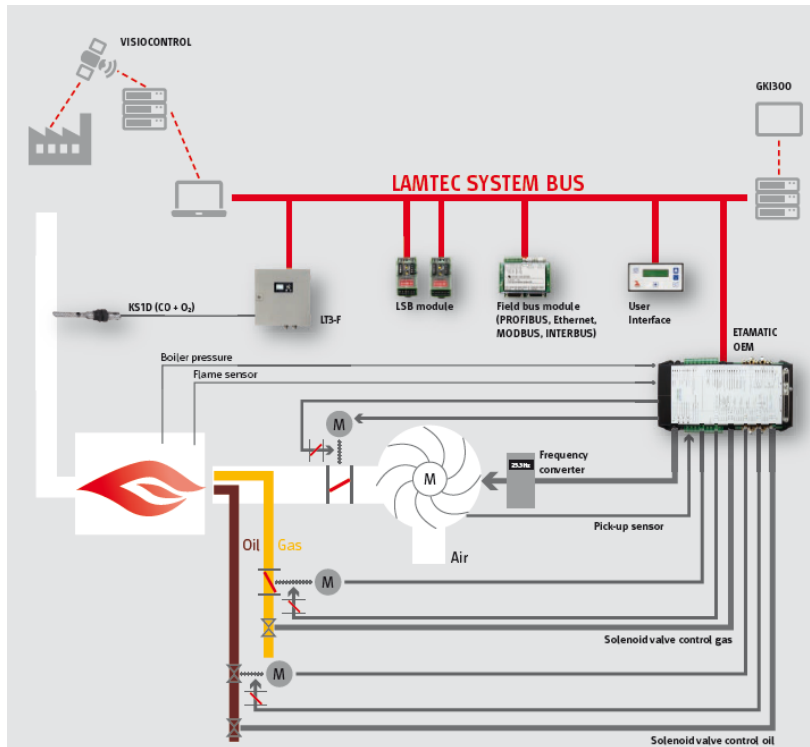 VISIOCONTROL
GKI300
LAMTEC SYSTEM BUS
KS1D (CO + O₂)
LT3-F
LSB module
Field bus module
(PROFIBUS, Ethernet,
MODBUS, INTERBUS)
User
Interface
ETAMATIC
OEM
Boiler pressure
Flame sensor
M
M
25.3Hz
Frequency
converter
Pick-up sensor
Oil
Gas
Air
M
Solenoid valve control gas
M
Solenoid valve control oil